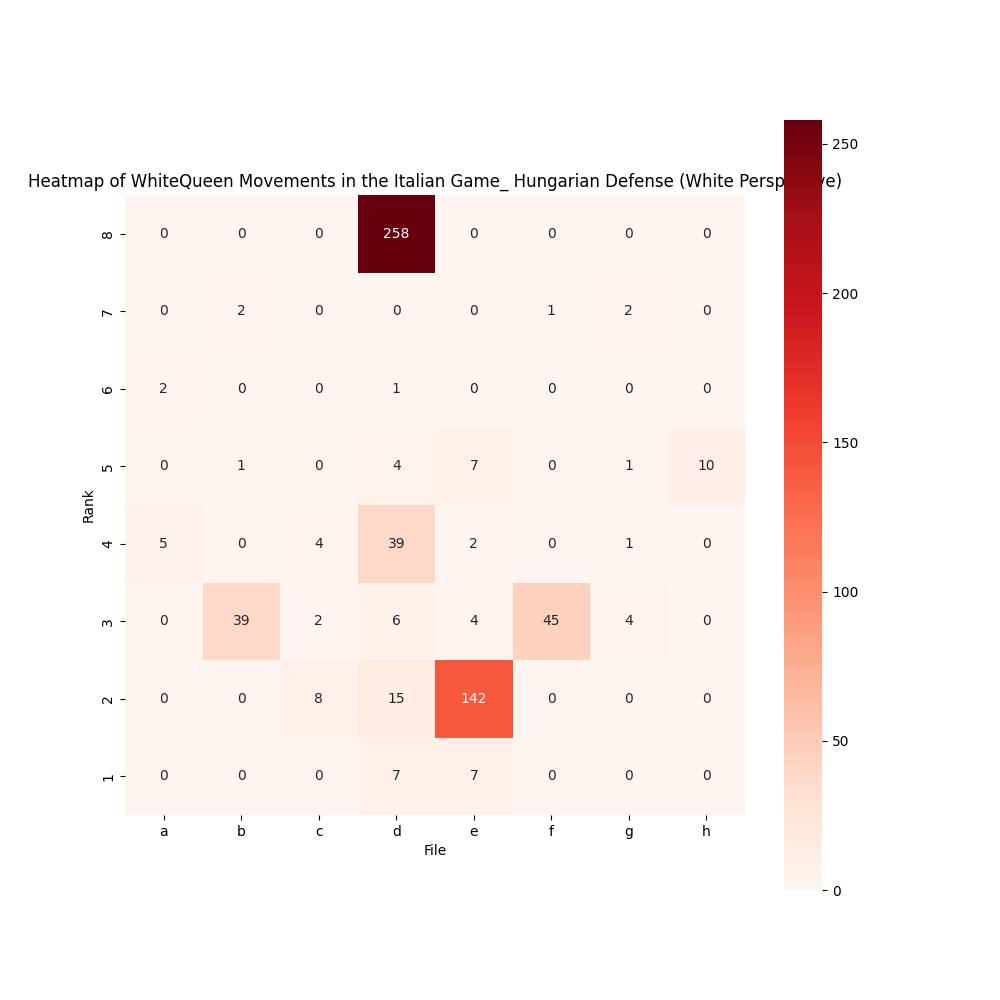 Heatmap of WhiteQueen Movements in the Italian Game_ Hungarian Defense (White Perspective)
8 0 0 0 258 0 0 0 0
7 0 2 0 0 0 1 2 0
6 2 0 0 1 0 0 0 0
5 0 1 0 4 7 0 1 10
4 5 0 4 39 2 0 1 0
3 0 39 2 6 4 45 4 0
2 0 0 8 15 142 0 0 0
1 0 0 0 7 7 0 0 0
a b c d e f g h
File
Rank
250
200
150
100
50
0